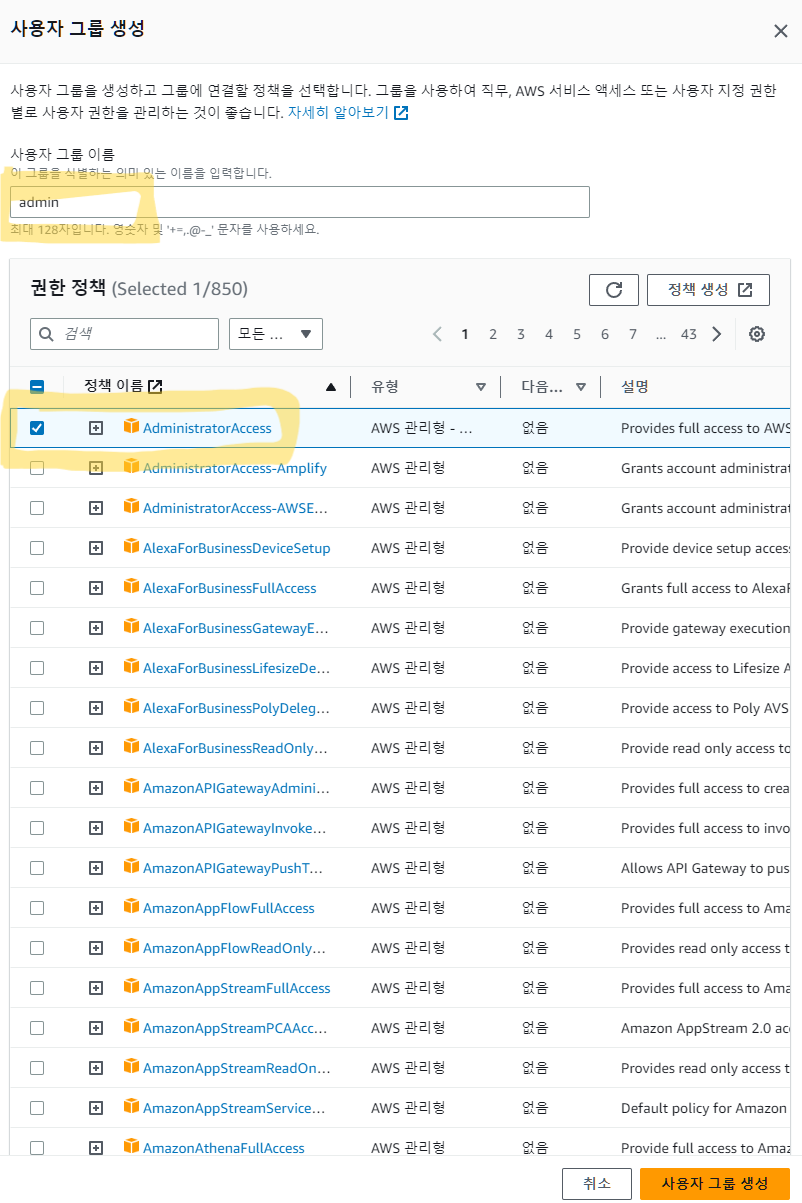 사용자 그룹 생성
사용자 그룹을 생성하고 그룹에 연결할 정책을 선택합니다. 그룹을 사용하여 직무, AWS 서비스 액세스 또는 사용자 지정 권한
별로 사용자 권한을 관리하는 것이 좋습니다. 자세히 알아보기
사용자 그룹 이름
이 그룹을 식별하는 의미 있는 이름을 입력합니다.
admin
최대 128자입니다. 영숫자 및 '+=,.@-_' 문자를 사용하세요.
권한 정책 (Selected 1/850)
정책 생성
검색
모든 ...
1 2 3 4 5 6 7 ... 43
정책 이름 유형 다음... 설명
AdministratorAccess AWS 관리형 - ... 없음 Provides full access to AWS
AdministratorAccess-Amplify AWS 관리형 없음 Grants account administrat
AdministratorAccess-AWSE... AWS 관리형 없음 Grants account administrat
AlexaForBusinessDeviceSetup AWS 관리형 없음 Provide device setup access
AlexaForBusinessFullAccess AWS 관리형 없음 Grants full access to AlexaF
AlexaForBusinessGatewayE... AWS 관리형 없음 Provide gateway execution
AlexaForBusinessLifesizeDe... AWS 관리형 없음 Provide access to Lifesize A
AlexaForBusinessPolyDeleg... AWS 관리형 없음 Provide access to Poly AVS
AlexaForBusinessReadOnly... AWS 관리형 없음 Provide read only access to
AmazonAPIGatewayAdmini... AWS 관리형 없음 Provides full access to crea
AmazonAPIGatewayInvoke... AWS 관리형 없음 Provides full access to invo
AmazonAPIGatewayPushT... AWS 관리형 없음 Allows API Gateway to pus
AmazonAppFlowFullAccess AWS 관리형 없음 Provides full access to Ama
AmazonAppFlowReadOnly... AWS 관리형 없음 Provides read only access t
AmazonAppStreamFullAccess AWS 관리형 없음 Provides full access to Ama
AmazonAppStreamPCAAcc... AWS 관리형 없음 Amazon AppStream 2.0 acc
AmazonAppStreamReadOn... AWS 관리형 없음 Provides read only access t
AmazonAppStreamService... AWS 관리형 없음 Default policy for Amazon
AmazonAthenaFullAccess AWS 관리형 없음 Provide full access to Amaz
취소 사용자 그룹 생성